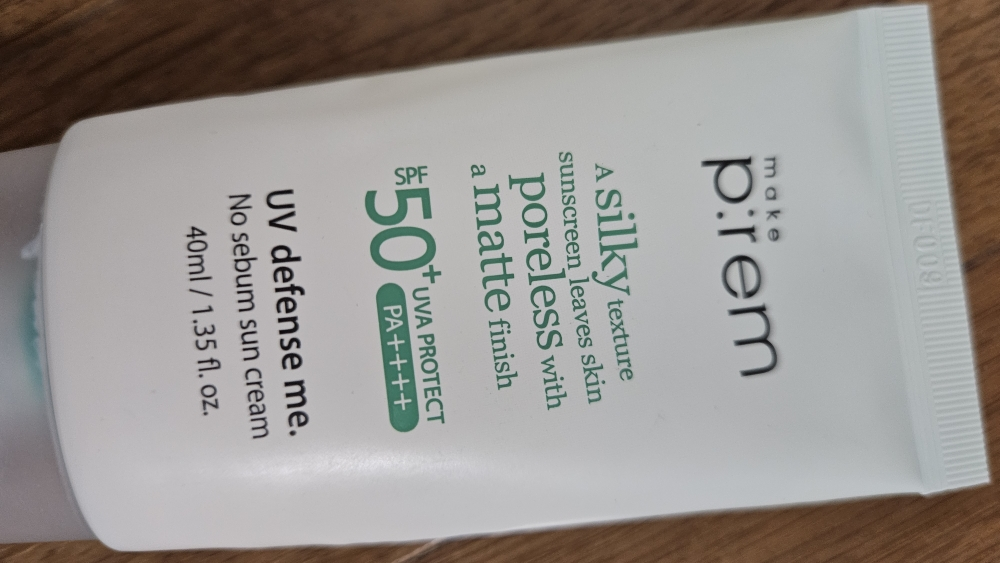 make
p:rem
A silky texture
sunscreen leaves skin
poreless with
a matte finish
SPF 50+ UVA PROTECT
PA++++
UV defense me.
No sebum sun cream
40ml / 1.35 fl. oz.